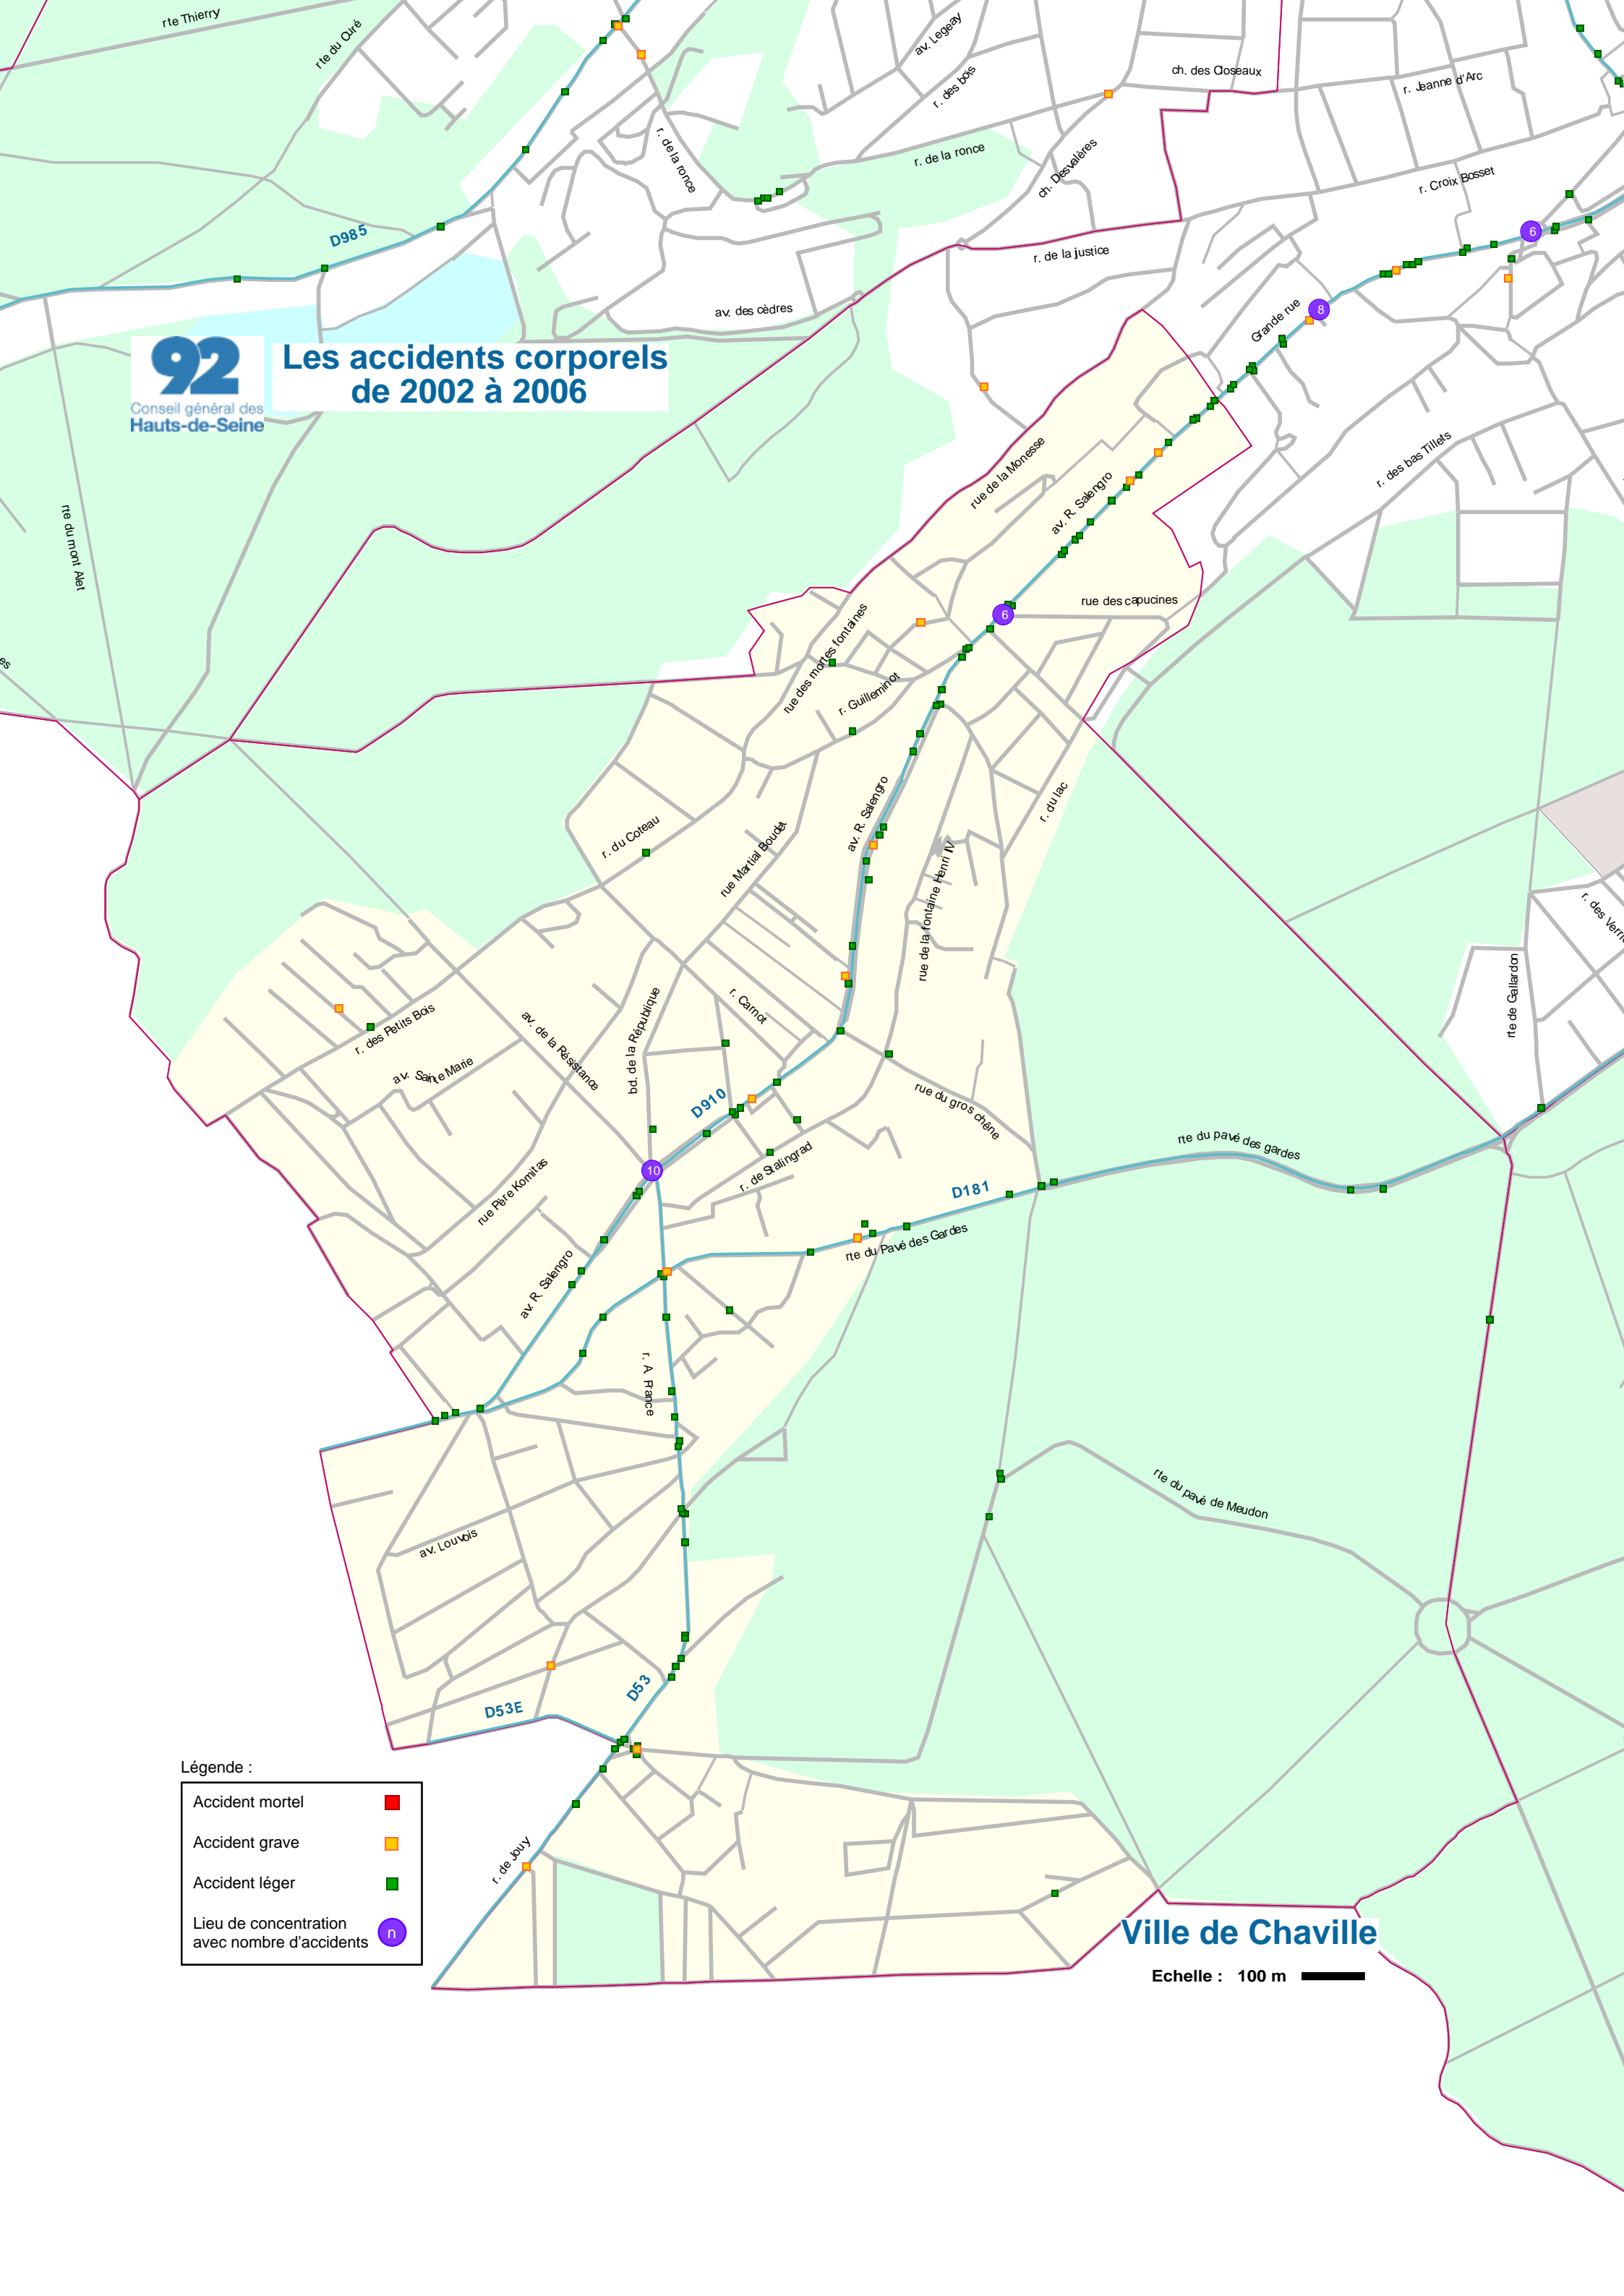 rte Thierry
rte du Curé
av. Legeay
r. des bois
ch. des Closeaux
r. Jeanne d'Arc
r. de la ronce
r. de la ronce
ch. Desvalères
r. Croix Bosset
D985
r. de la justice
6
av. des cèdres
Grande rue
8
92
Conseil général des
Hauts-de-Seine
Les accidents corporels
de 2002 à 2006
rue de la Monesse
av. R. Salengro
r. des bas Tillets
rte du mont Alet
rue des capucines
6
rue des mortes fontaines
r. Guilleminot
es
av. R. Salengro
r. du lac
r. du Coteau
rue Martial Boudet
rue de la fontaine Henri IV
r. des Verri
rte de Gallardon
r. des Petits Bois
av. Sainte Marie
av. de la Résistance
bd. de la République
r. Carnot
D910
rue du gros chêne
rte du pavé des gardes
10
r. de Stalingrad
rue Père Komitas
D181
rte du Pavé des Gardes
av. R. Salengro
r. A. France
rte du pavé de Meudon
av. Louvois
D53
D53E
r. de Jouy
Légende :
Accident mortel
Accident grave
Accident léger
Lieu de concentration
avec nombre d'accidents
n
Ville de Chaville
Echelle : 100 m